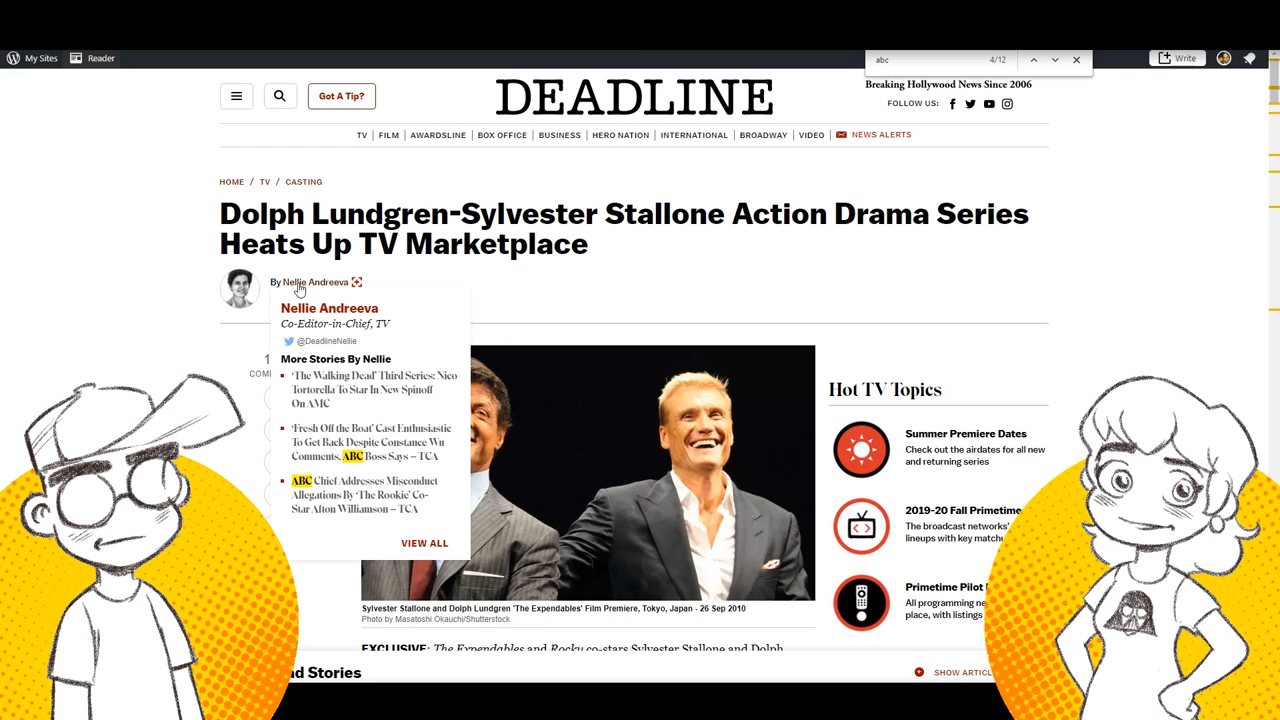 My Sites
Reader
abc
4/12
Write
Got A Tip?
DEADLINE
Breaking Hollywood News Since 2006
FOLLOW US:
TV | FILM | AWARDSLINE | BOX OFFICE | BUSINESS | HERO NATION | INTERNATIONAL | BROADWAY | VIDEO
NEWS ALERTS
HOME / TV / CASTING
Dolph Lundgren-Sylvester Stallone Action Drama Series
Heats Up TV Marketplace
By Nellie Andreeva
Nellie Andreeva
Co-Editor-in-Chief, TV
@DeadlineNellie
More Stories By Nellie
‘The Walking Dead’ Third Series: Nico
Tortorella To Star In New Spinoff
On AMC
‘Fresh Off the Boat’ Cast Enthusiastic
To Get Back Despite Constance Wu
Comments, ABC Boss Says – TCA
ABC Chief Addresses Misconduct
Allegations By ‘The Rookie’ Co-
Star Afton Williamson – TCA
VIEW ALL
Sylvester Stallone and Dolph Lundgren 'The Expendables' Film Premiere, Tokyo, Japan - 26 Sep 2010
Photo by Masatoshi Okauchi/Shutterstock
EXCLUSIVE: The Expendables and Rocky co-stars Sylvester Stallone and Dolph
Hot TV Topics
Summer Premiere Dates
Check out the airdates for all new
and returning series
2019-20 Fall Primetime
The broadcast networks'
lineups with key
Primetime Pilot
All programming
place, with listings
Stories
SHOW